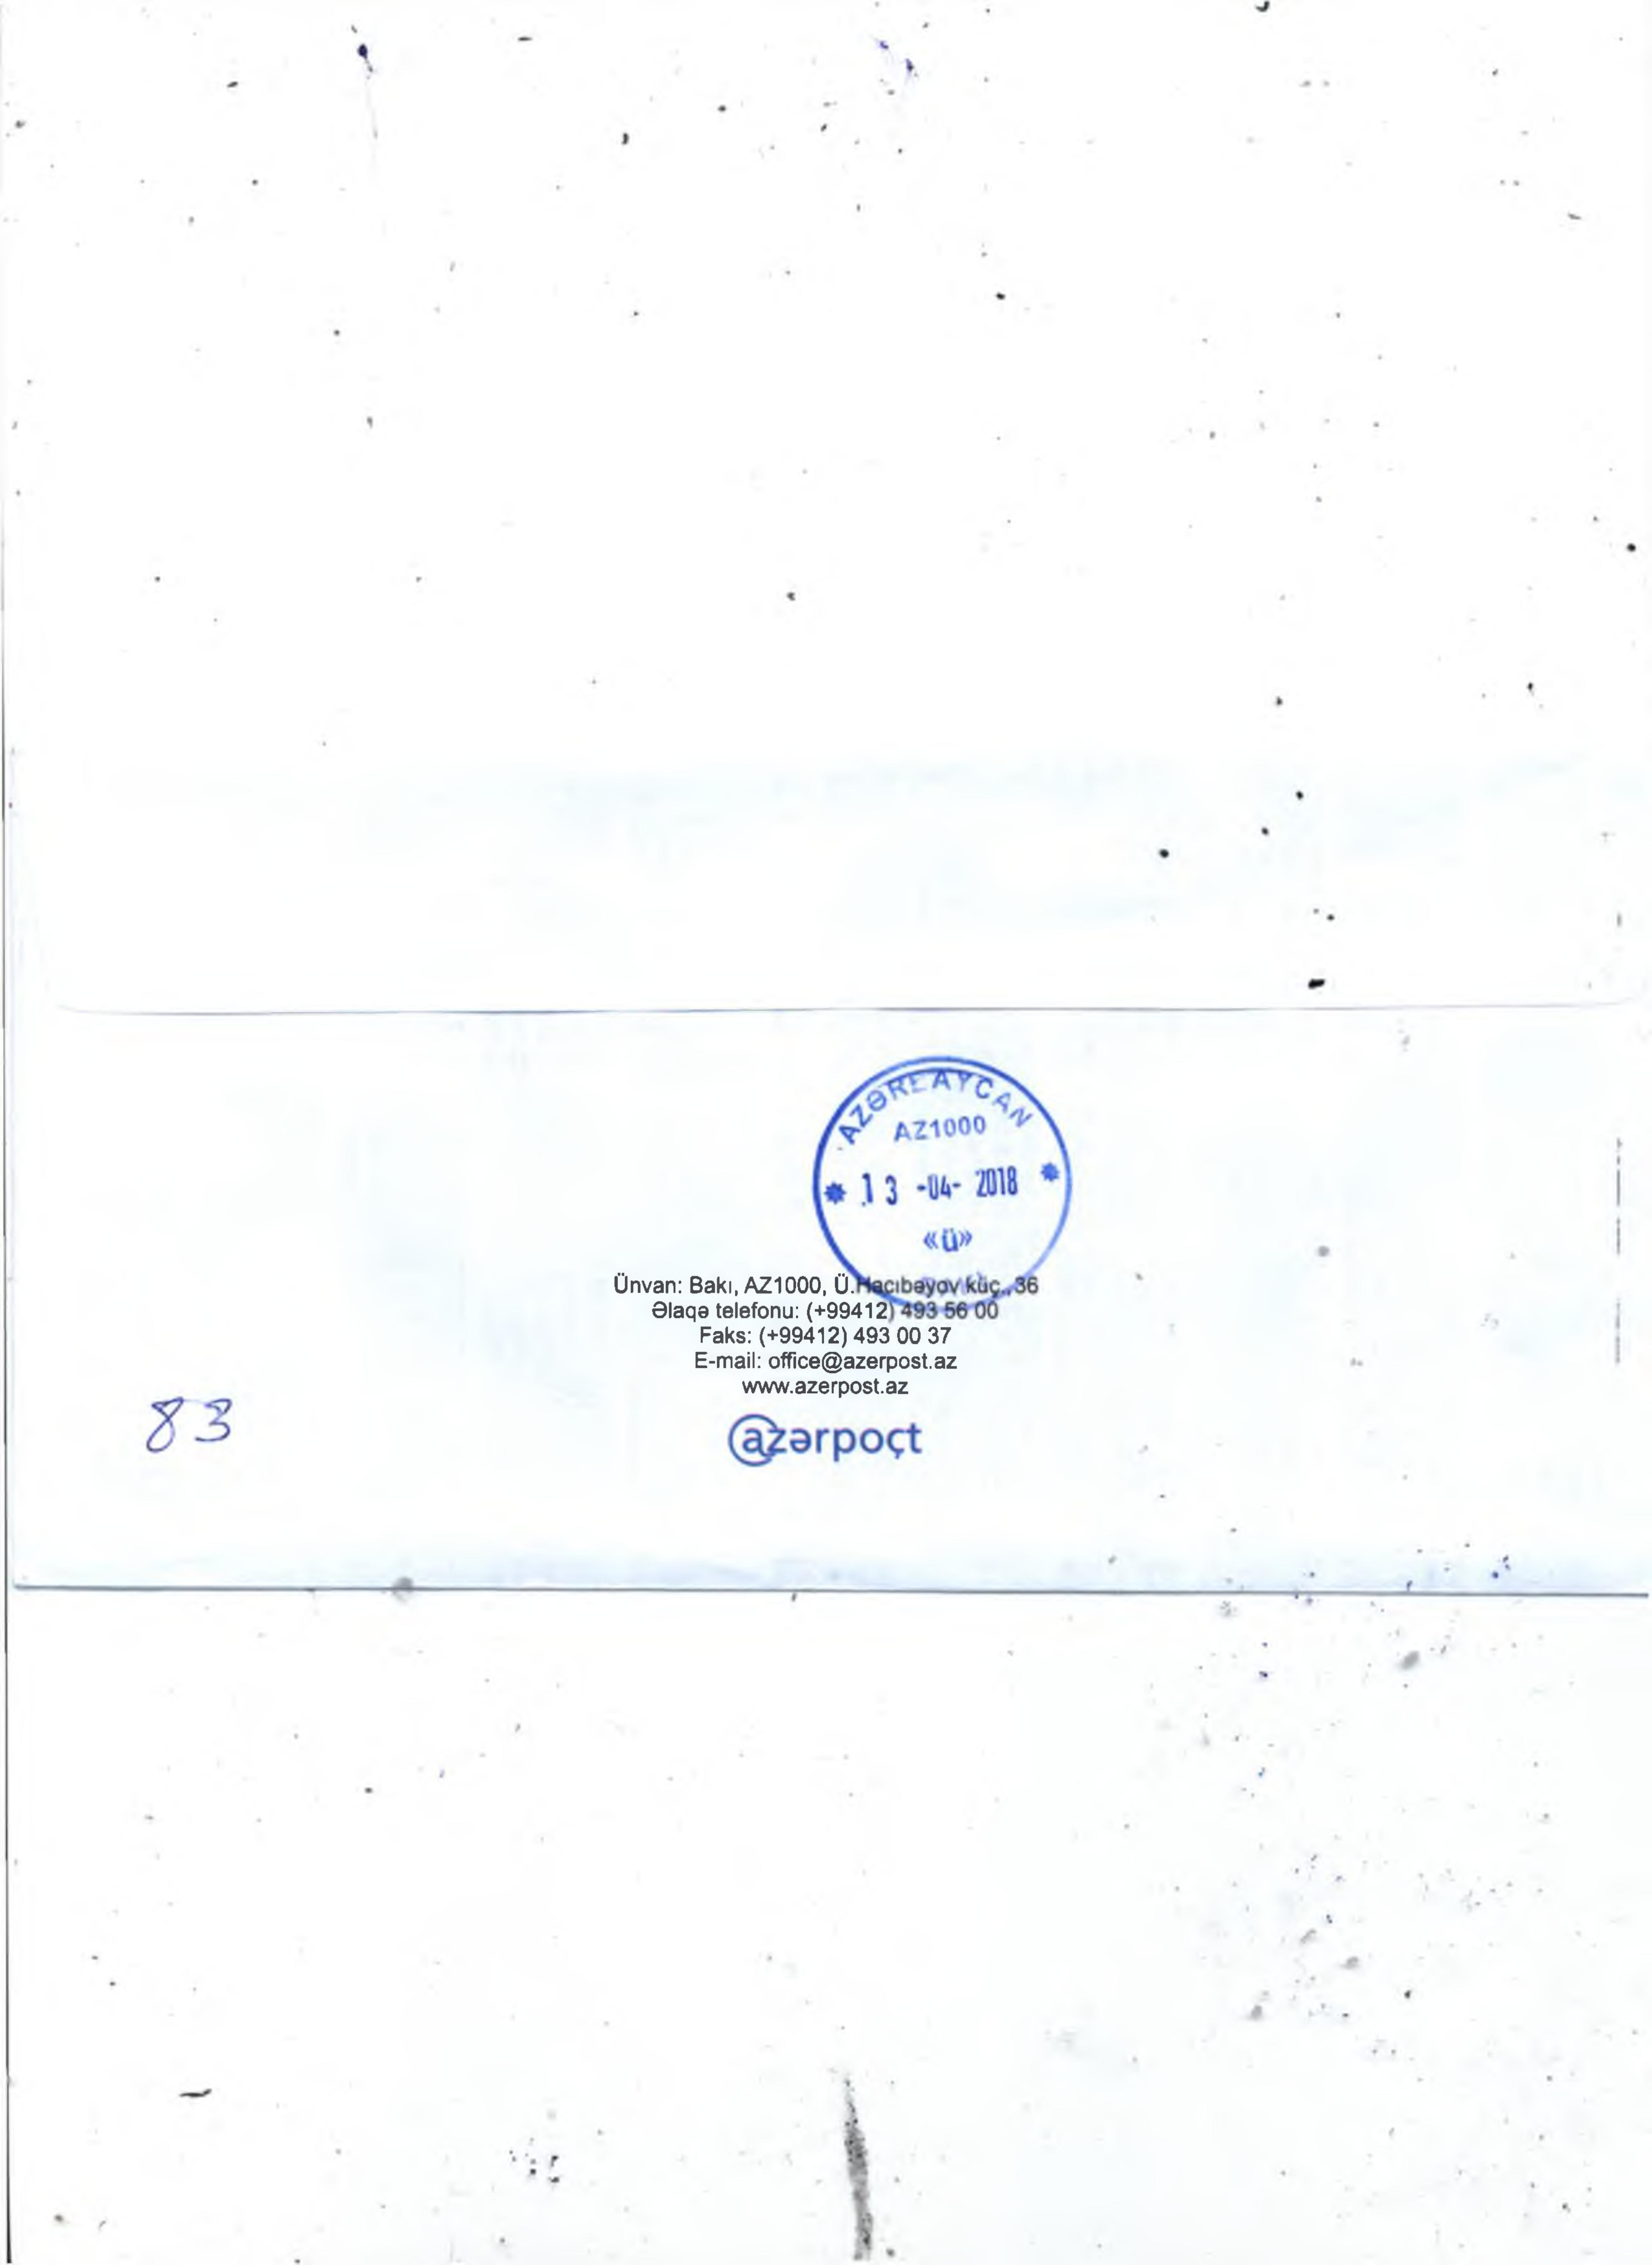 AZƏRBAYCAN
AZ1000
13 -04- 2018
«ü»
Ünvan: Bakı, AZ1000, Ü.Hacıbəyov küç.,36
Əlaqə telefonu: (+99412) 493 56 00
Faks: (+99412) 493 00 37
E-mail: office@azerpost.az
www.azerpost.az
83
azərpoçt